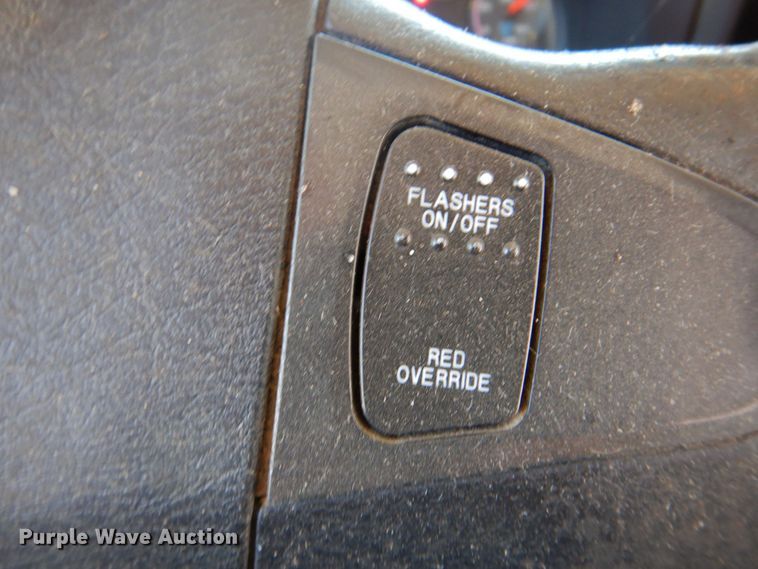 FLASHERS
ON/OFF
RED
OVERRIDE
Purple Wave Auction